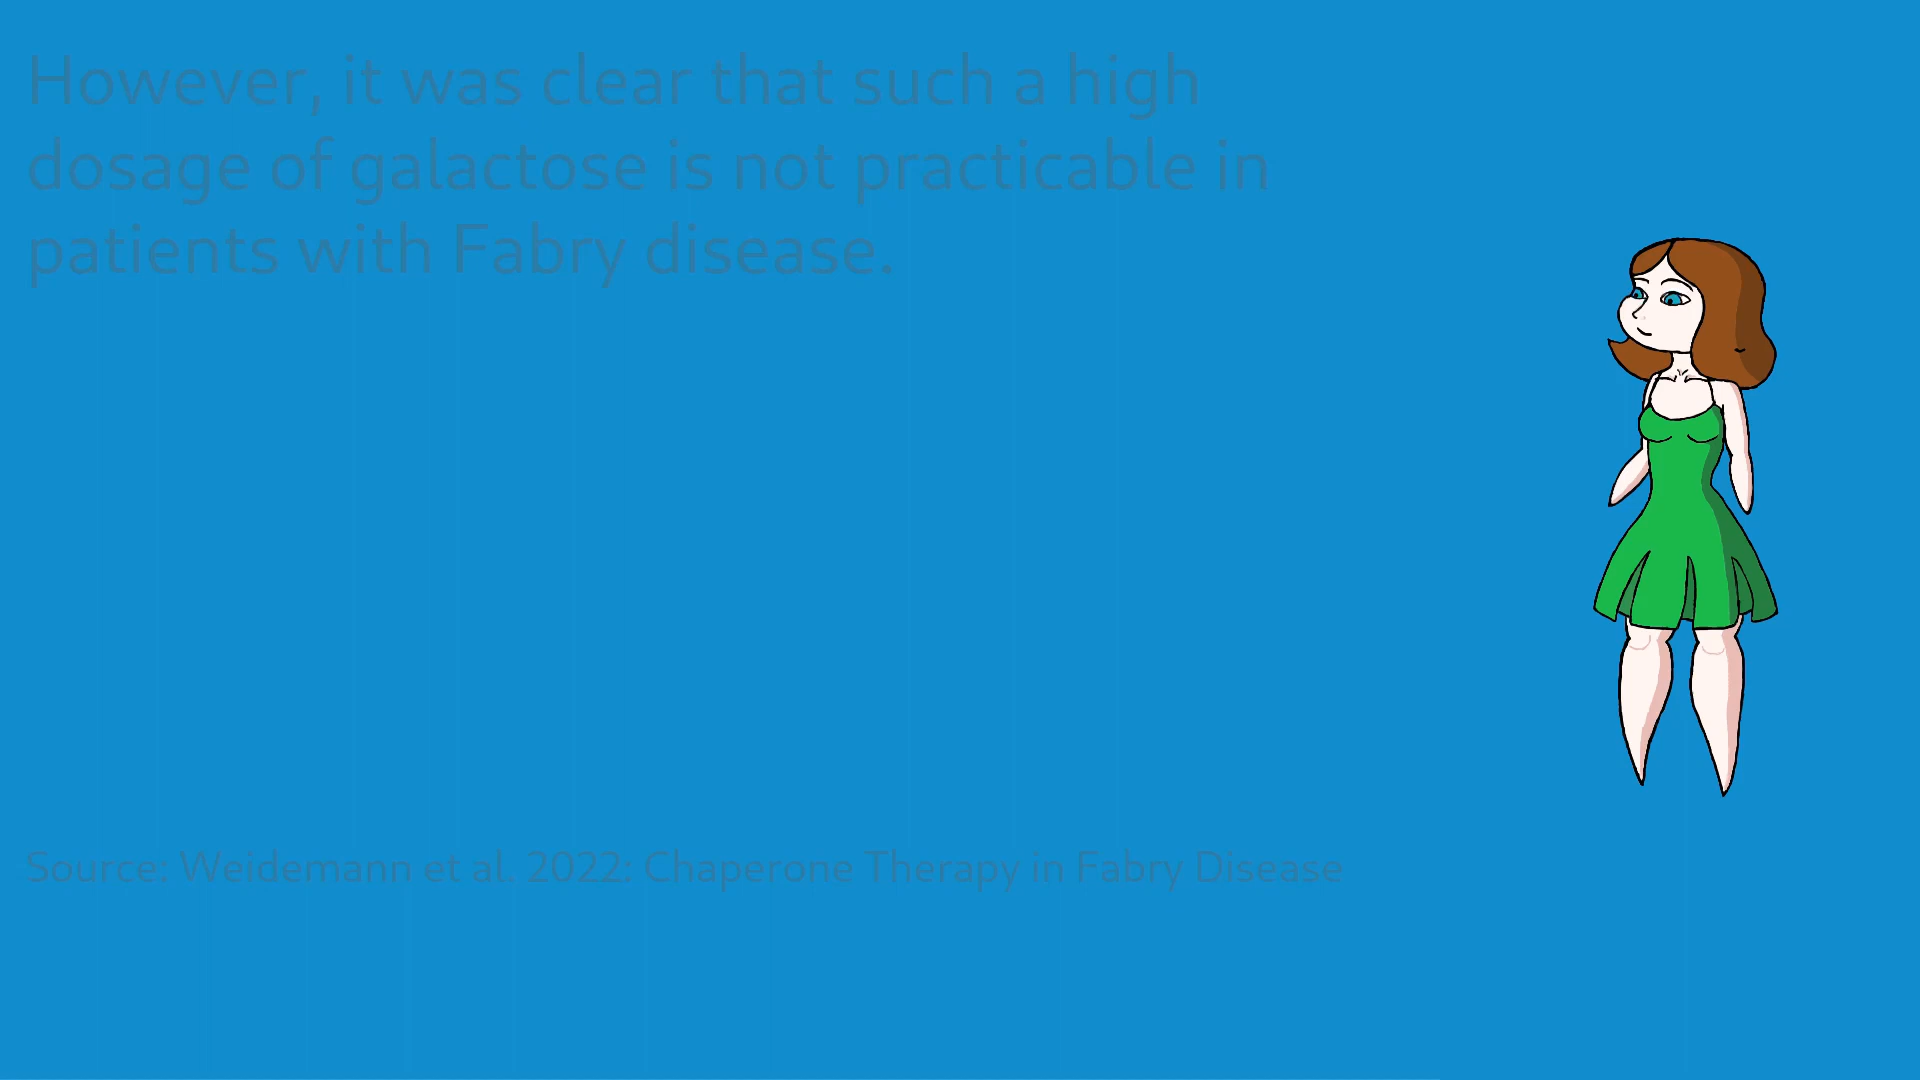 However, it was clear that such a high
dosage of galactose is not practicable in
patients with Fabry disease.
Source: Weidemann et al. 2022: Chaperone Therapy in Fabry Disease